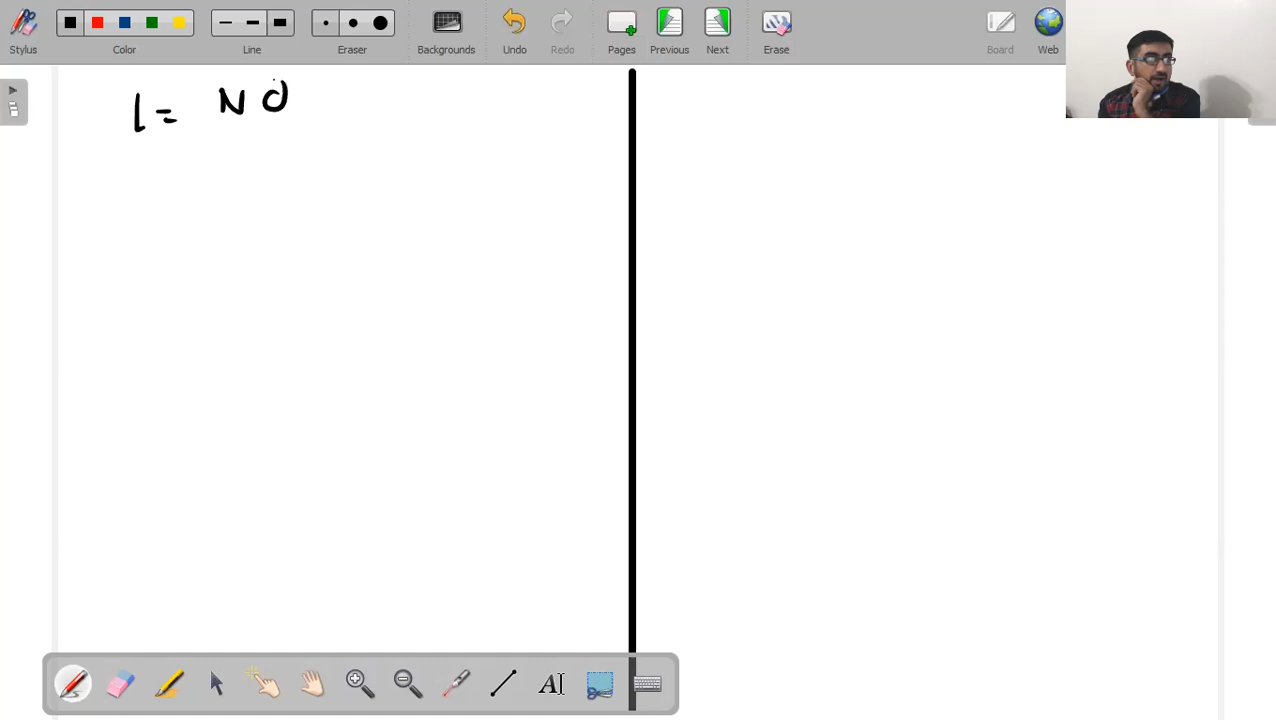 Stylus
Color
Line
Eraser
Backgrounds
Undo
Redo
Pages
Previous
Next
Erase
Board
Web
l = N d
A